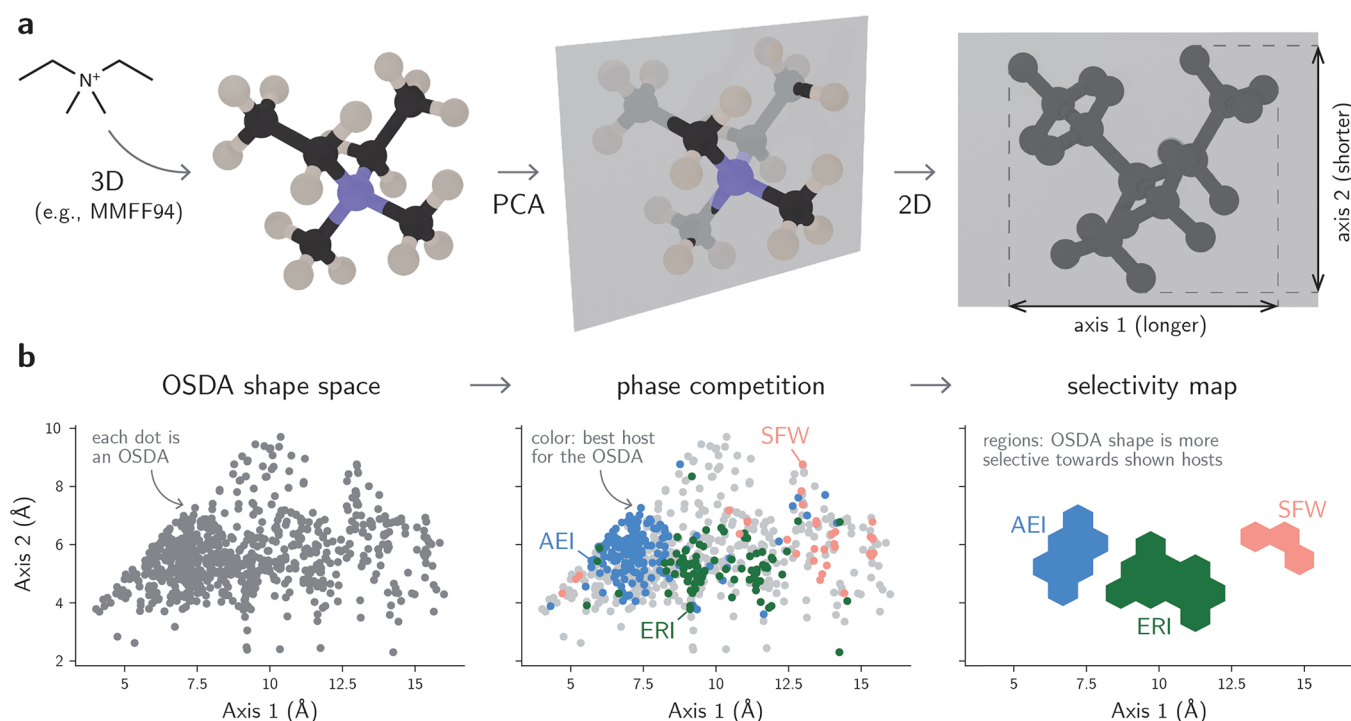 a
N⁺
3D
(e.g., MMFF94)
PCA
2D
axis 1 (longer)
axis 2 (shorter)
b
OSDA shape space
phase competition
selectivity map
Axis 2 (Å)
10
8
6
4
2
each dot is
an OSDA
5
7.5
10
12.5
15
Axis 1 (Å)
color: best host
for the OSDA
SFW
AEI
ERI
5
7.5
10
12.5
15
Axis 1 (Å)
regions: OSDA shape is more
selective towards shown hosts
AEI
SFW
ERI
5
7.5
10
12.5
15
Axis 1 (Å)